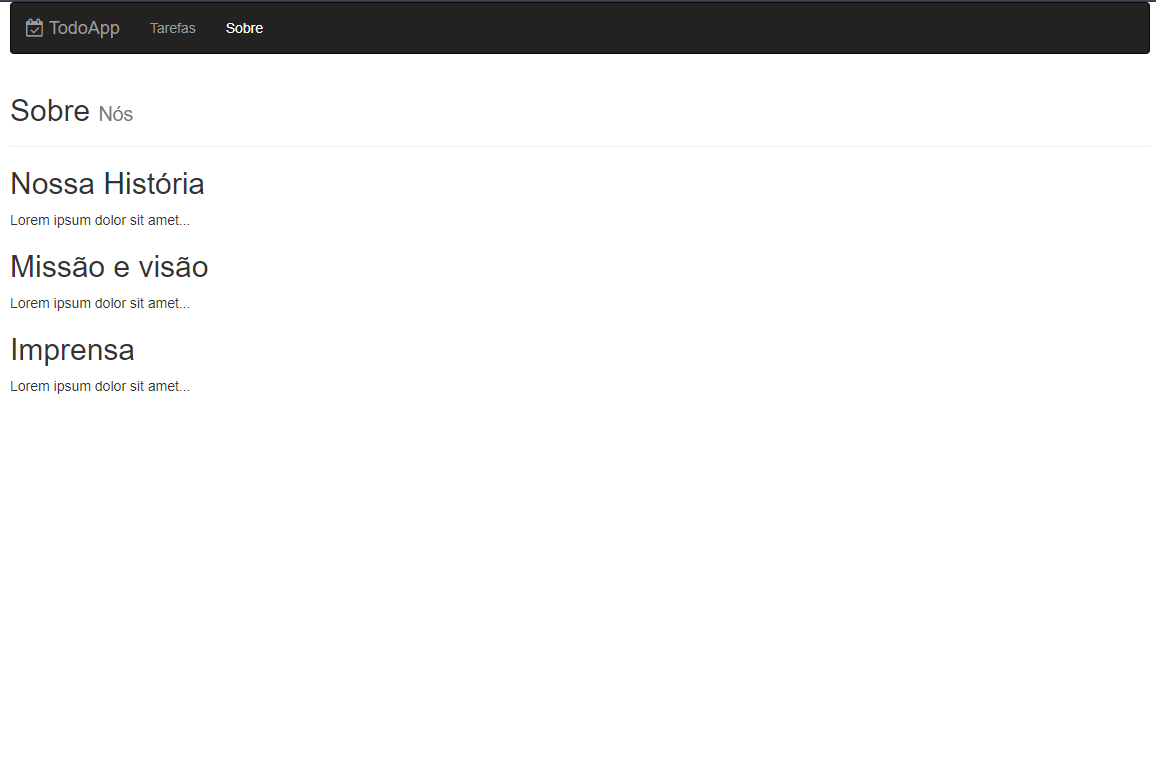 TodoApp Tarefas Sobre
Sobre Nós
Nossa História
Lorem ipsum dolor sit amet...
Missão e visão
Lorem ipsum dolor sit amet...
Imprensa
Lorem ipsum dolor sit amet...